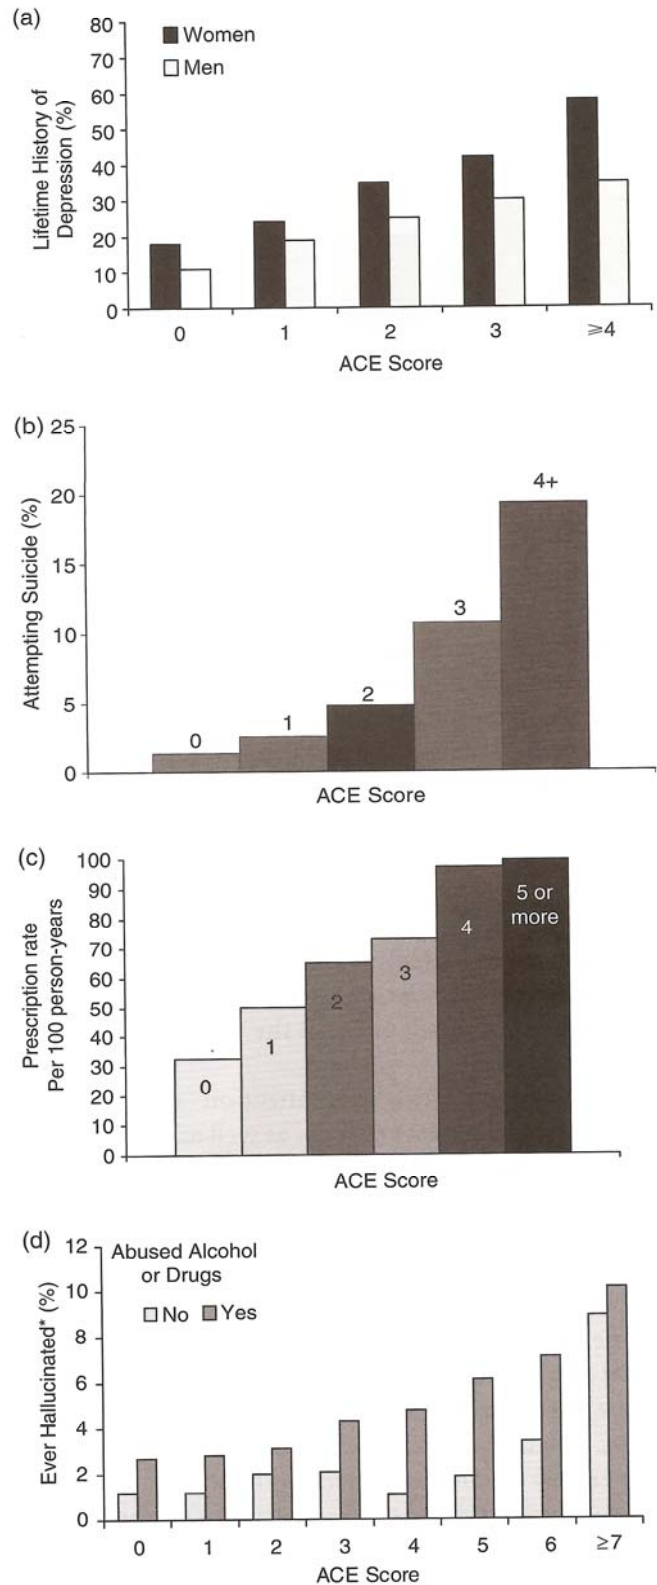 (a)
80
70
60
50
40
30
20
10
0
Lifetime History of
Depression (%)
Women
Men
0 1 2 3 ≥4
ACE Score
(b)
25
20
15
10
5
0
Attempting Suicide (%)
0
1
2
3
4+
ACE Score
(c)
100
90
80
70
60
50
40
30
20
10
0
Prescription rate
Per 100 person-years
0
1
2
3
4
5 or
more
ACE Score
(d)
12
10
8
6
4
2
0
Ever Hallucinated* (%)
Abused Alcohol
or Drugs
No Yes
0 1 2 3 4 5 6 ≥7
ACE Score